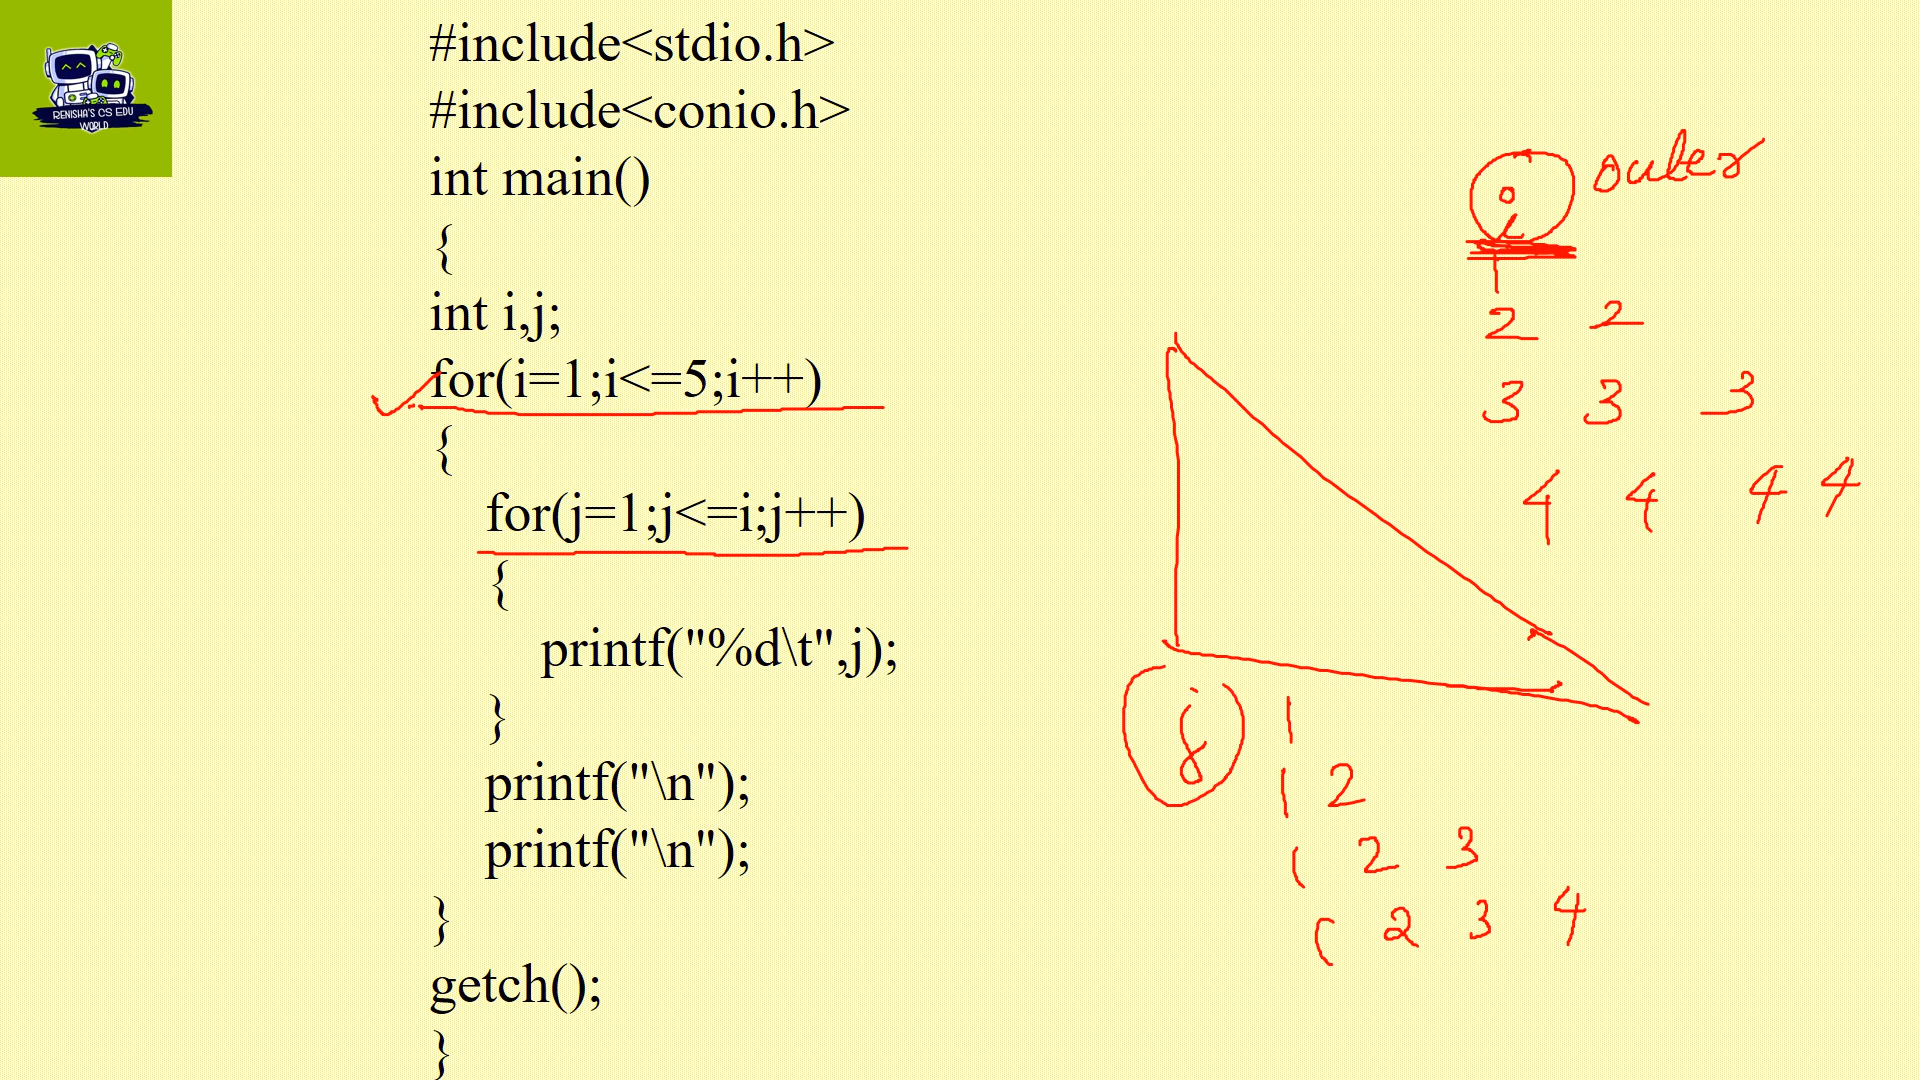 RENISHA'S CS EDU
WORLD
#include<stdio.h>
#include<conio.h>
int main()
{
int i,j;
for(i=1;i<=5;i++)
{
for(j=1;j<=i;j++)
{
printf("%d\t",j);
}
printf("\n");
printf("\n");
}
getch();
}
i outer
1
2 2
3 3 3
4 4 4 4
j 1
1 2
1 2 3
1 2 3 4